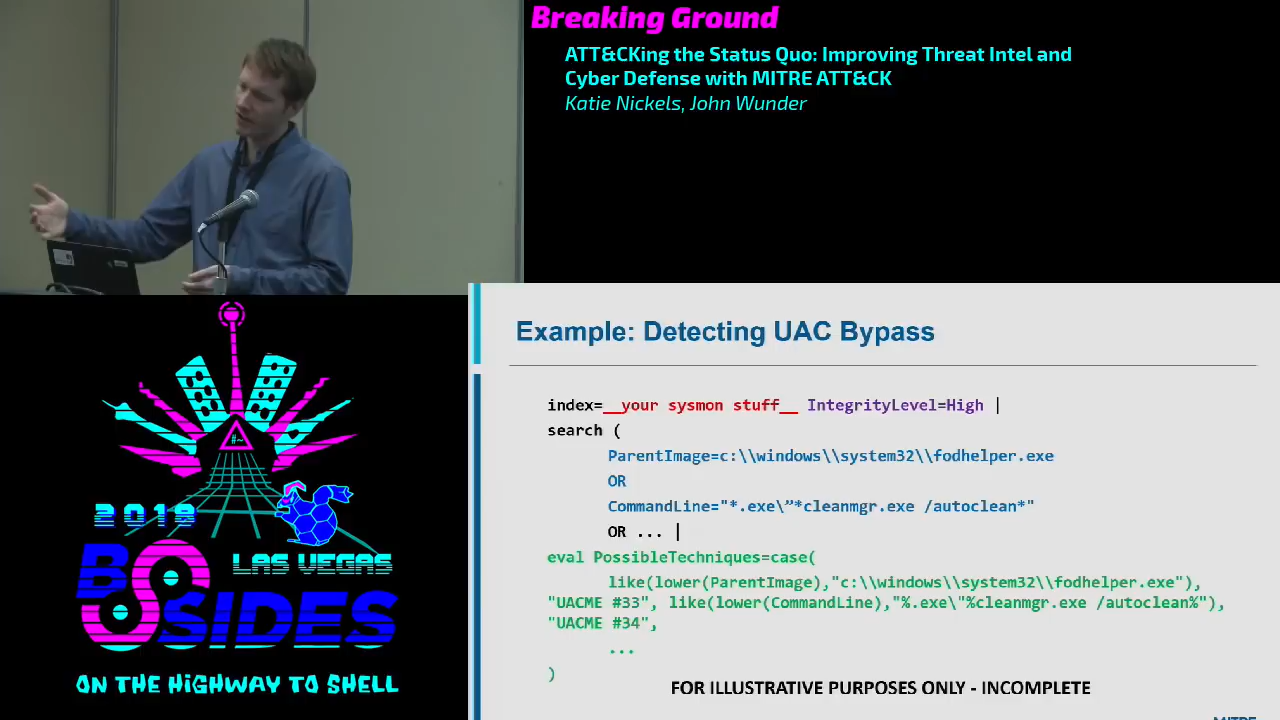 Breaking Ground
ATT&CKing the Status Quo: Improving Threat Intel and
Cyber Defense with MITRE ATT&CK
Katie Nickels, John Wunder
Example: Detecting UAC Bypass
index=__your sysmon stuff__ IntegrityLevel=High |
search (
ParentImage=c:\\windows\\system32\\fodhelper.exe
OR
CommandLine="*.exe\”*cleanmgr.exe /autoclean*"
OR ... |
eval PossibleTechniques=case(
like(lower(ParentImage),"c:\\windows\\system32\\fodhelper.exe"),
"UACME #33", like(lower(CommandLine),"%.exe\"%cleanmgr.exe /autoclean%"),
"UACME #34",
...
)
FOR ILLUSTRATIVE PURPOSES ONLY - INCOMPLETE
MITRE
#~
2018
BSIDES
LAS VEGAS
ON THE HIGHWAY TO SHELL